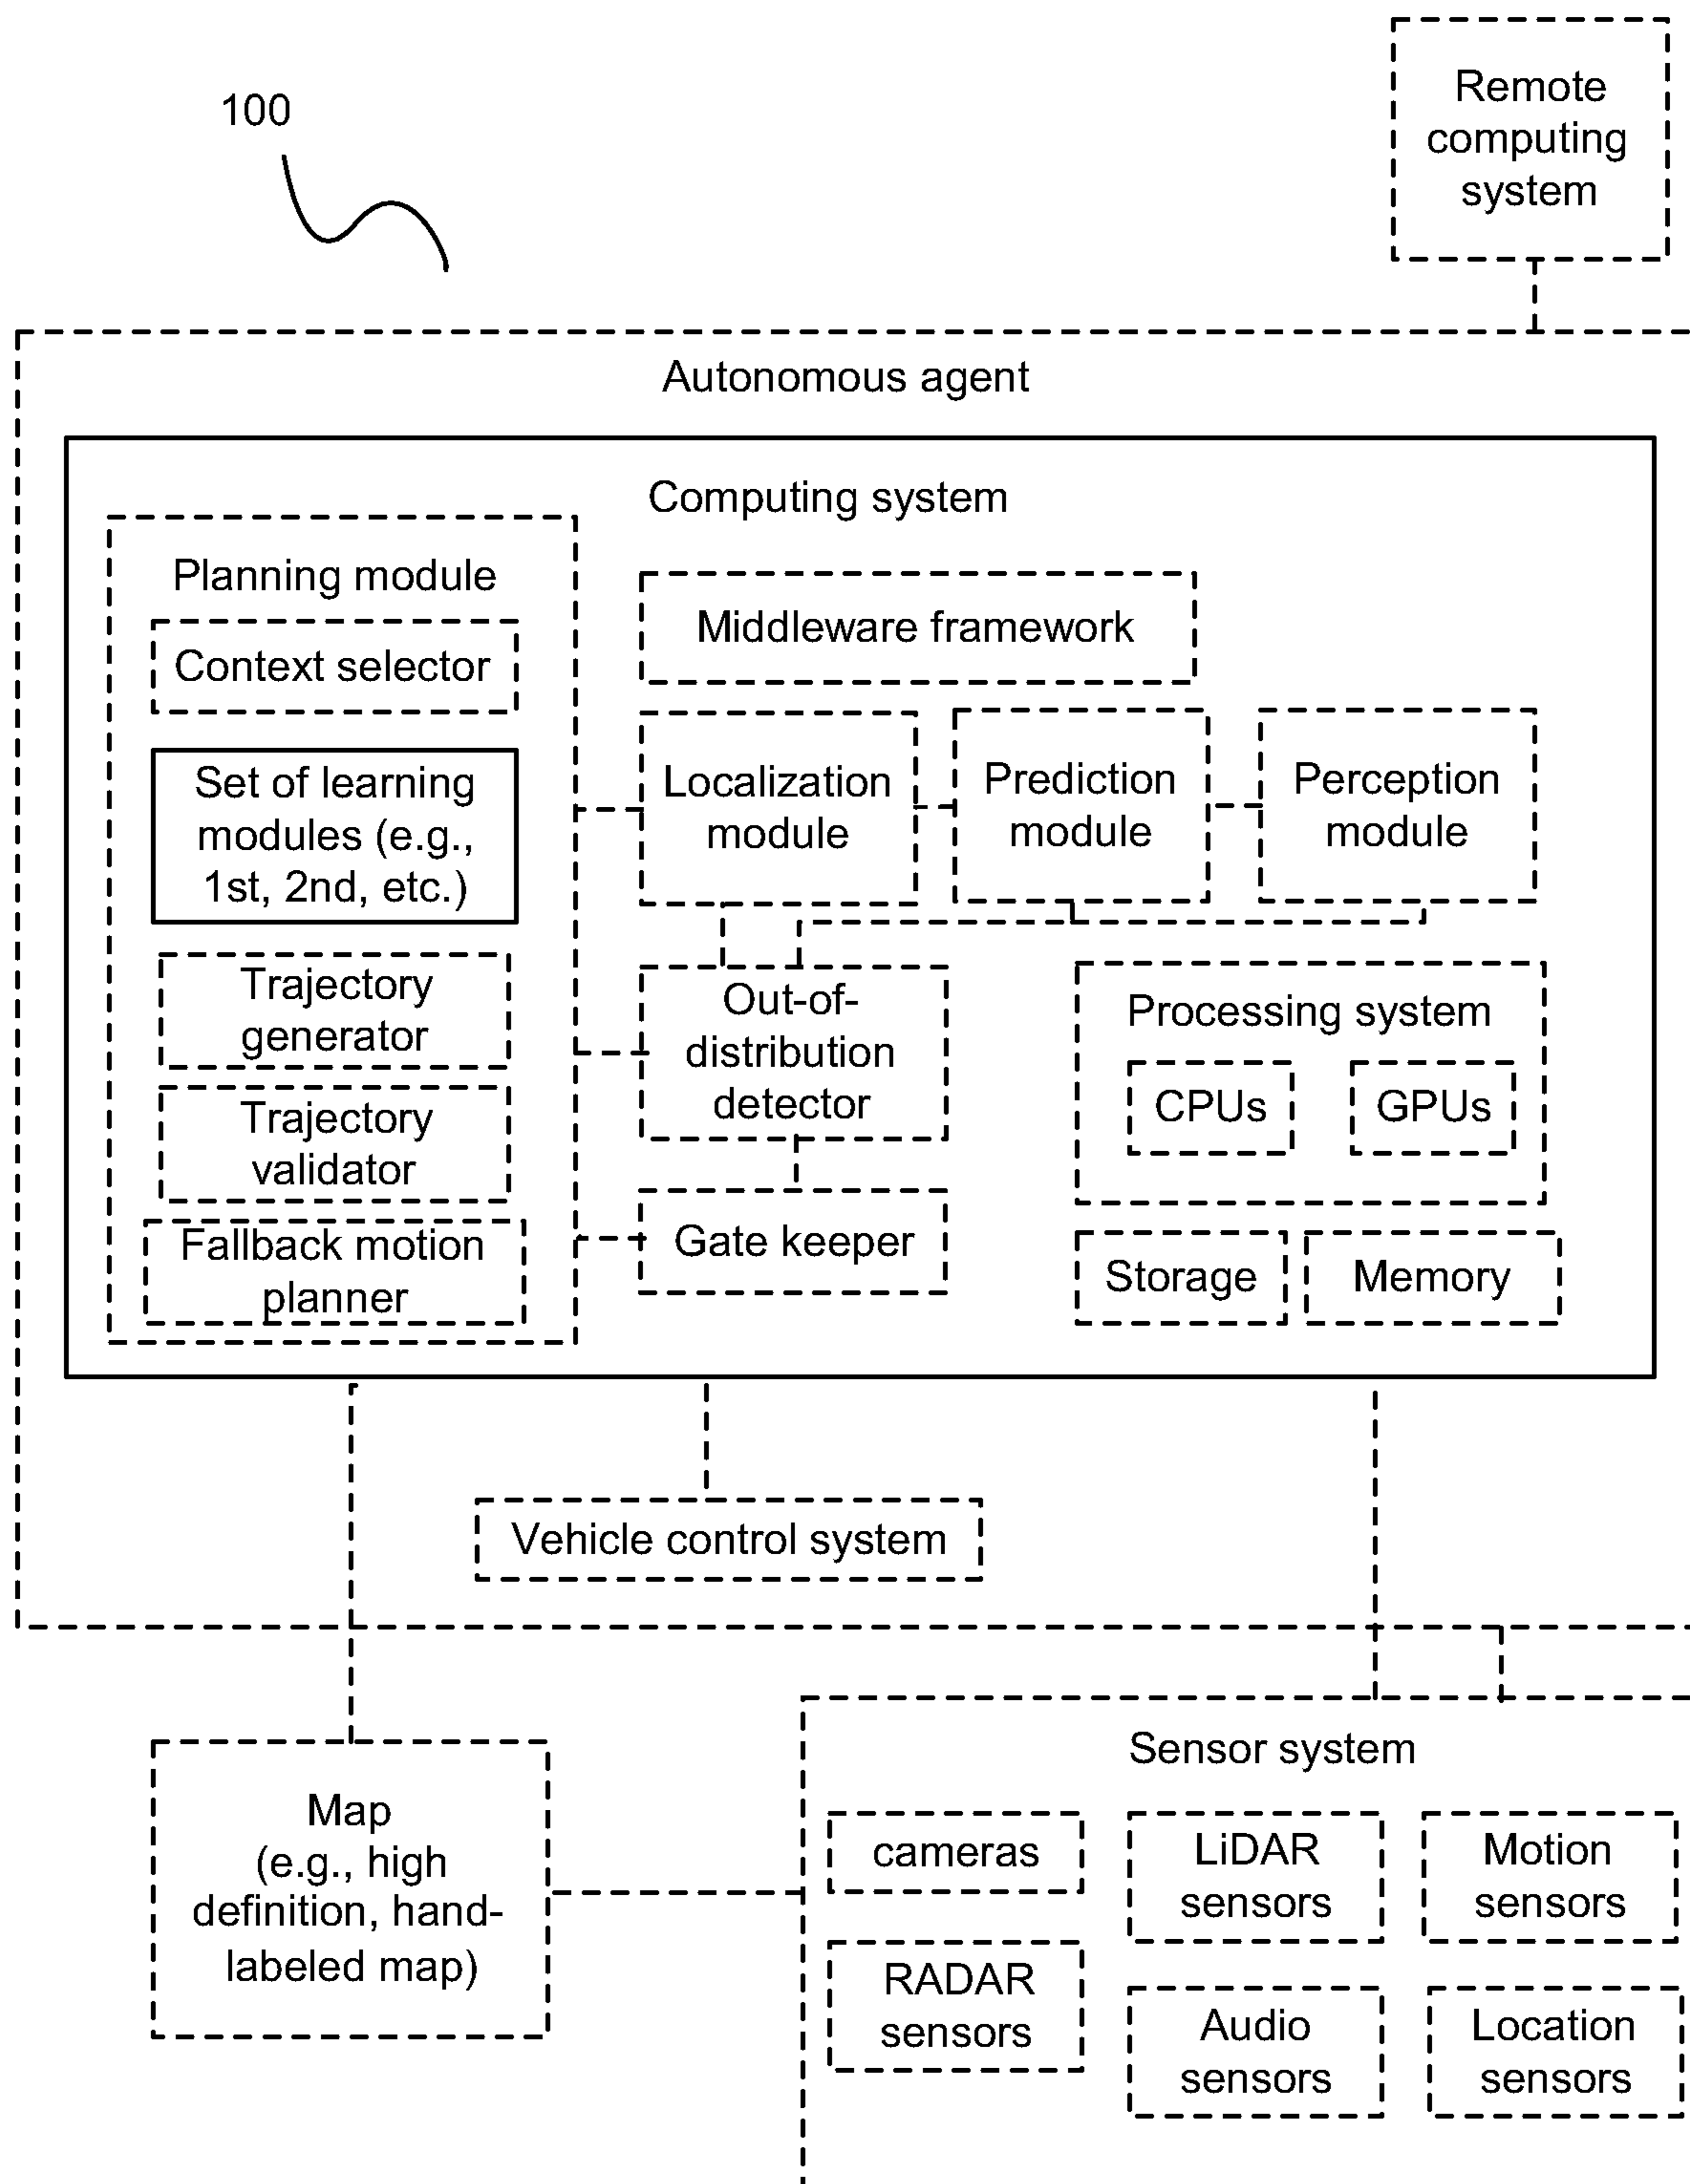 100
Remote
computing
system
Autonomous agent
Computing system
Planning module
Context selector
Set of learning
modules (e.g.,
1st, 2nd, etc.)
Trajectory
generator
Trajectory
validator
Fallback motion
planner
Middleware framework
Localization
module
Prediction
module
Perception
module
Out-of-
distribution
detector
Gate keeper
Processing system
CPUs
GPUs
Storage
Memory
Vehicle control system
Map
(e.g., high
definition, hand-
labeled map)
Sensor system
cameras
LiDAR
sensors
Motion
sensors
RADAR
sensors
Audio
sensors
Location
sensors